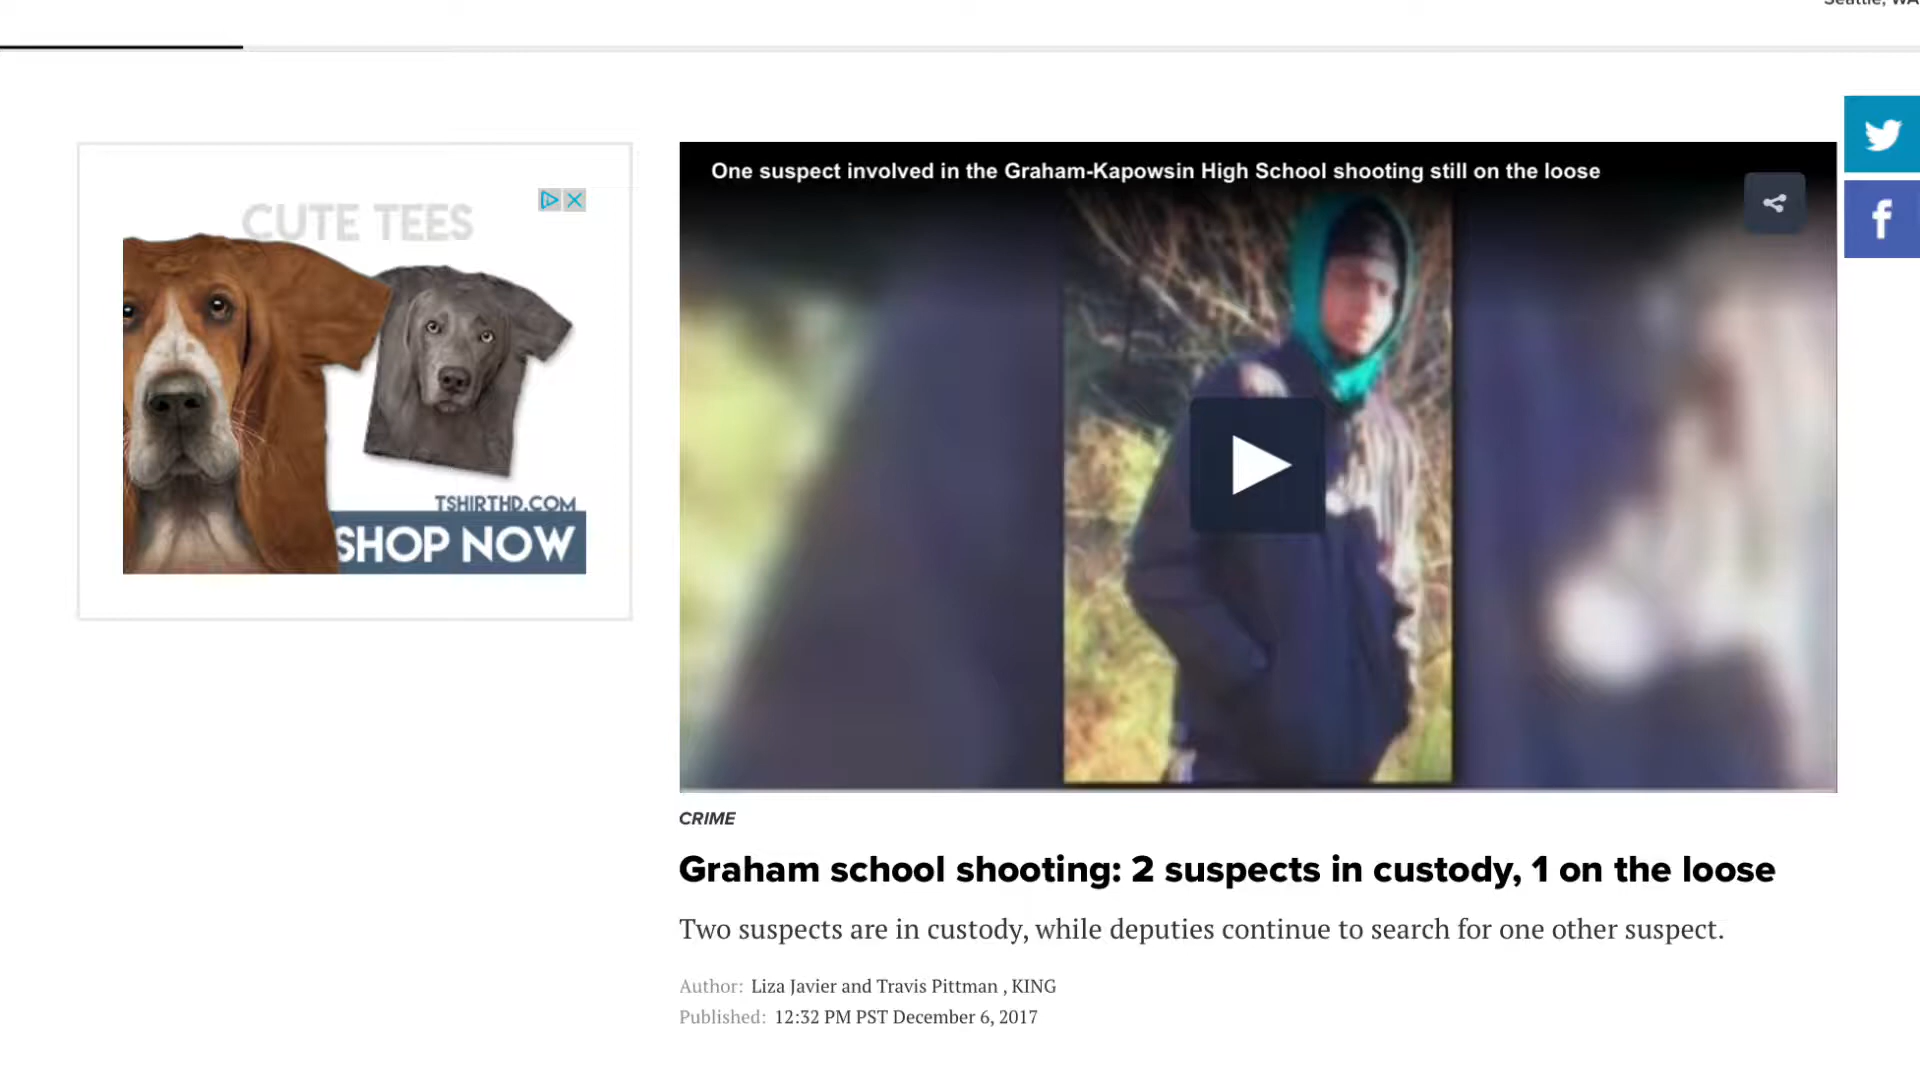 CUTE TEES
TSHIRTHD.COM
SHOP NOW
One suspect involved in the Graham-Kapowsin High School shooting still on the loose
CRIME
Graham school shooting: 2 suspects in custody, 1 on the loose
Two suspects are in custody, while deputies continue to search for one other suspect.
Author: Liza Javier and Travis Pittman , KING
Published: 12:32 PM PST December 6, 2017